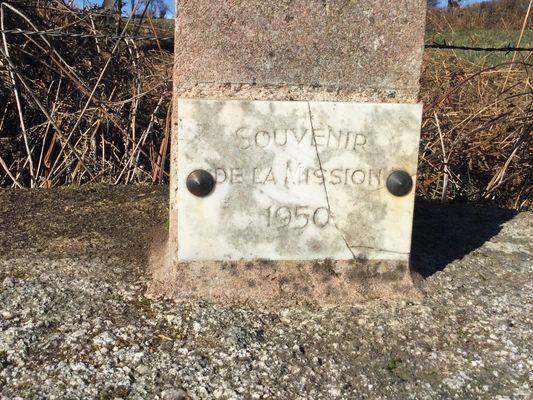 SOUVENIR
DE LA MISSION
1950